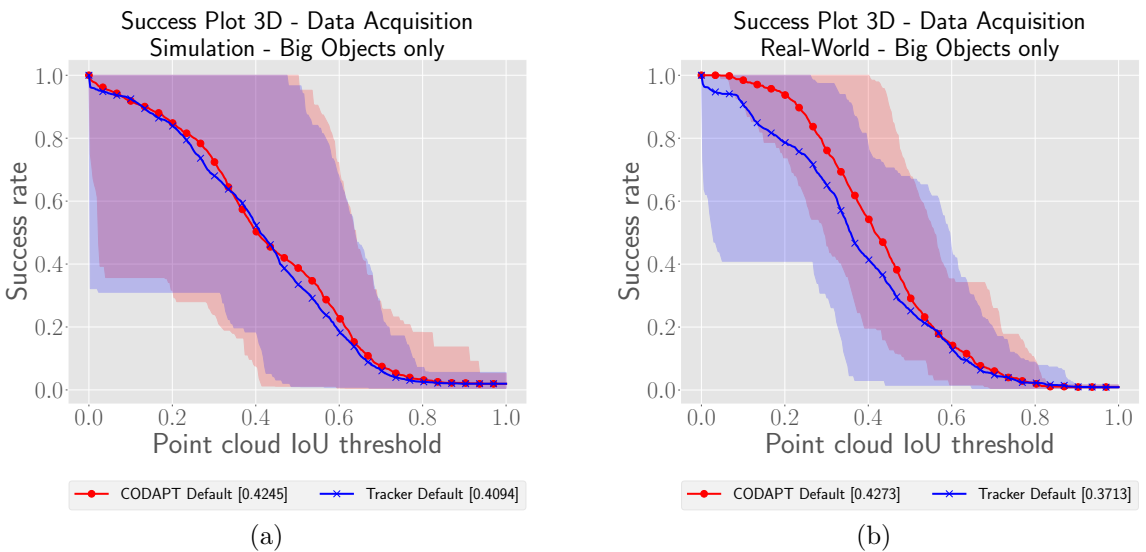 Success Plot 3D - Data Acquisition
Simulation - Big Objects only
Success rate
1.0
0.8
0.6
0.4
0.2
0.0
0.0 0.2 0.4 0.6 0.8 1.0
Point cloud IoU threshold
CODAPT Default [0.4245] Tracker Default [0.4094]
(a)
Success Plot 3D - Data Acquisition
Real-World - Big Objects only
Success rate
1.0
0.8
0.6
0.4
0.2
0.0
0.0 0.2 0.4 0.6 0.8 1.0
Point cloud IoU threshold
CODAPT Default [0.4273] Tracker Default [0.3713]
(b)